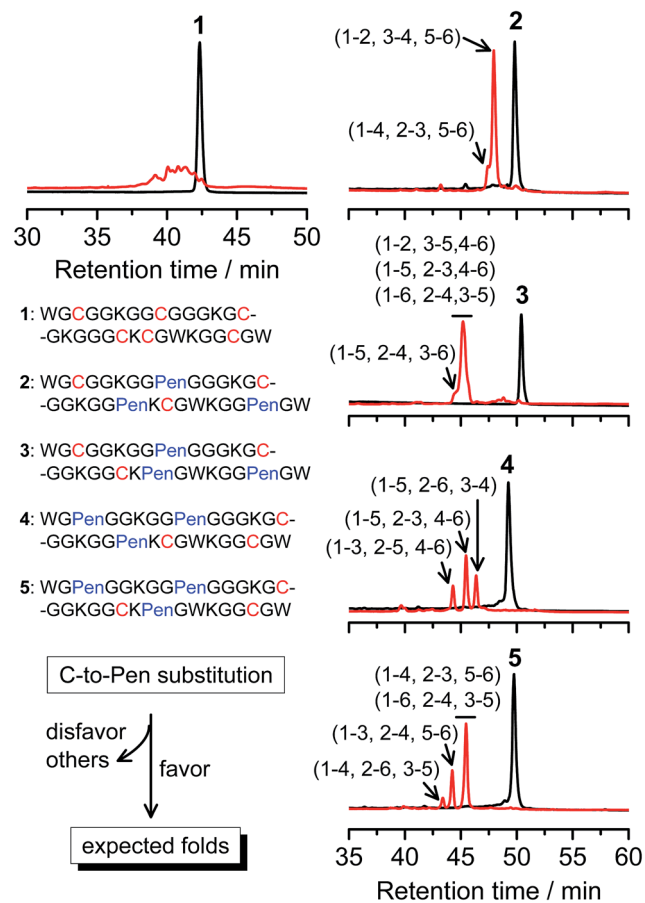 1
30 35 40 45 50
Retention time / min
1: WGCGGKGGCGGGKGC-
-GKGGGCKCGWKGGCGW
2: WGCGGKGGPenGGGKGC-
-GGKGGPenKCGWKGGPenGW
3: WGCGGKGGPenGGGKGC-
-GGKGGCKPenGWKGGPenGW
4: WGPenGGKGGPenGGGKGC-
-GGKGGPenKCGWKGGCGW
5: WGPenGGKGGPenGGGKGC-
-GGKGGCKPenGWKGGCGW
C-to-Pen substitution
disfavor
others
favor
expected folds
2
(1-2, 3-4, 5-6)
(1-4, 2-3, 5-6)
(1-2, 3-5,4-6)
(1-5, 2-3,4-6)
(1-6, 2-4,3-5)
3
(1-5, 2-4, 3-6)
4
(1-5, 2-6, 3-4)
(1-5, 2-3, 4-6)
(1-3, 2-5, 4-6)
5
(1-4, 2-3, 5-6)
(1-6, 2-4, 3-5)
(1-3, 2-4, 5-6)
(1-4, 2-6, 3-5)
35 40 45 50 55 60
Retention time / min